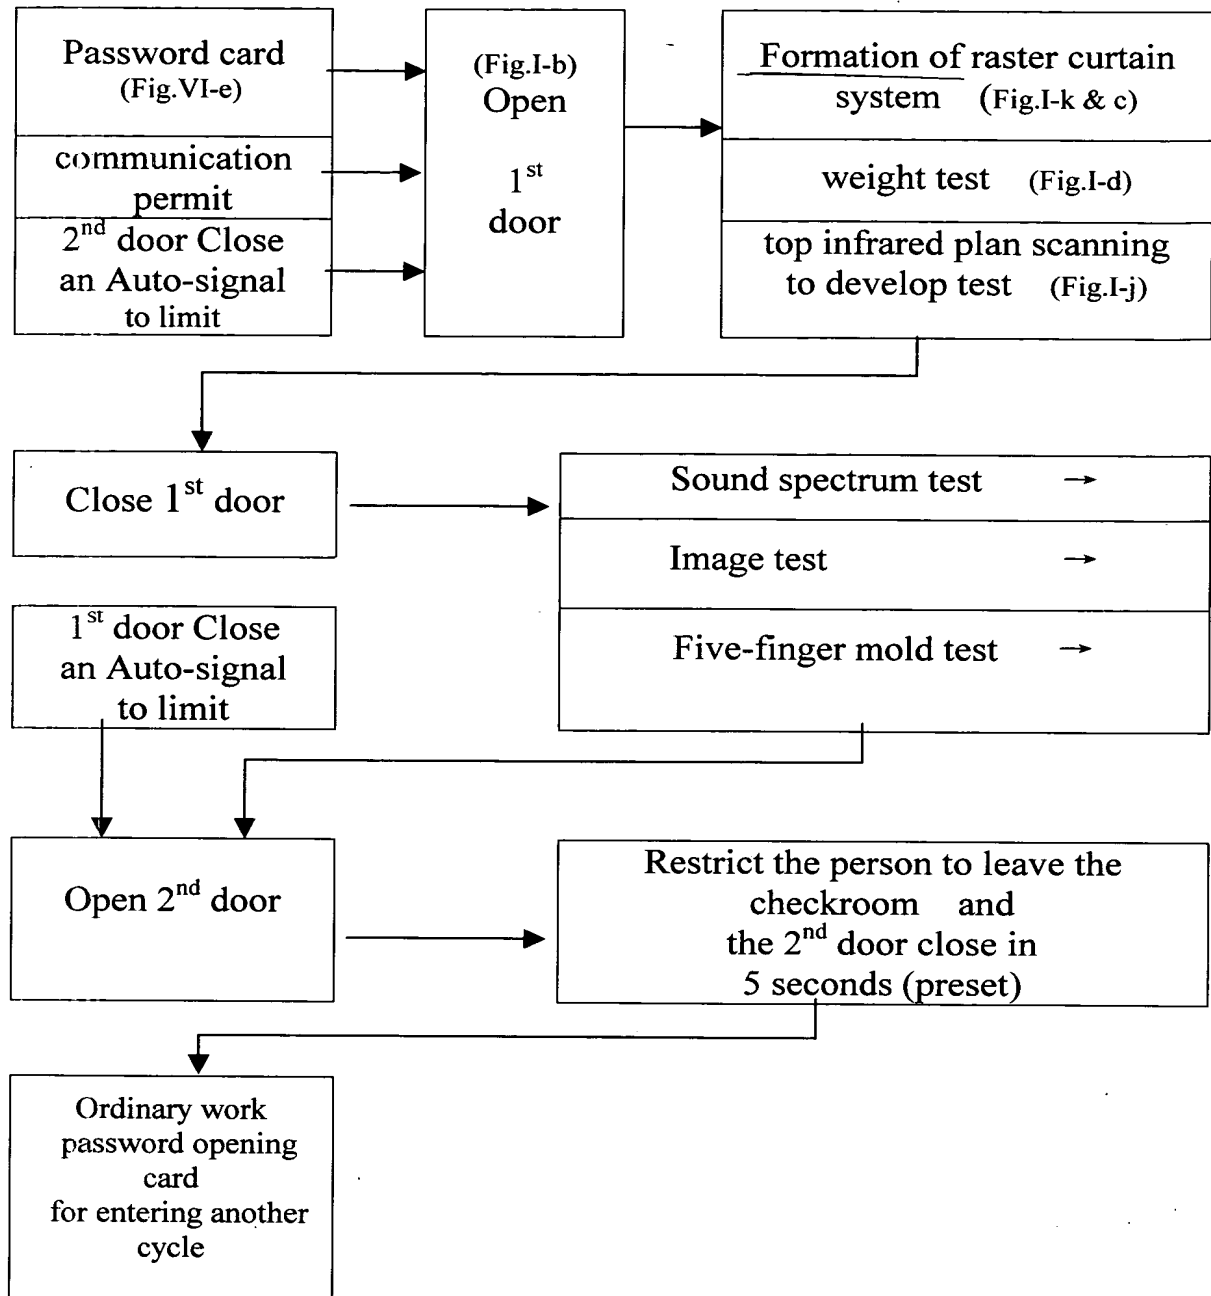 Password card
(Fig.VI-e)
communication
permit
2nd door Close
an Auto-signal
to limit
(Fig.I-b)
Open
1st
door
Formation of raster curtain
system (Fig.I-k & c)
weight test (Fig.I-d)
top infrared plan scanning
to develop test (Fig.I-j)
Close 1st door
Sound spectrum test →
Image test →
Five-finger mold test →
1st door Close
an Auto-signal
to limit
Open 2nd door
Restrict the person to leave the
checkroom and
the 2nd door close in
5 seconds (preset)
Ordinary work
password opening
card
for entering another
cycle